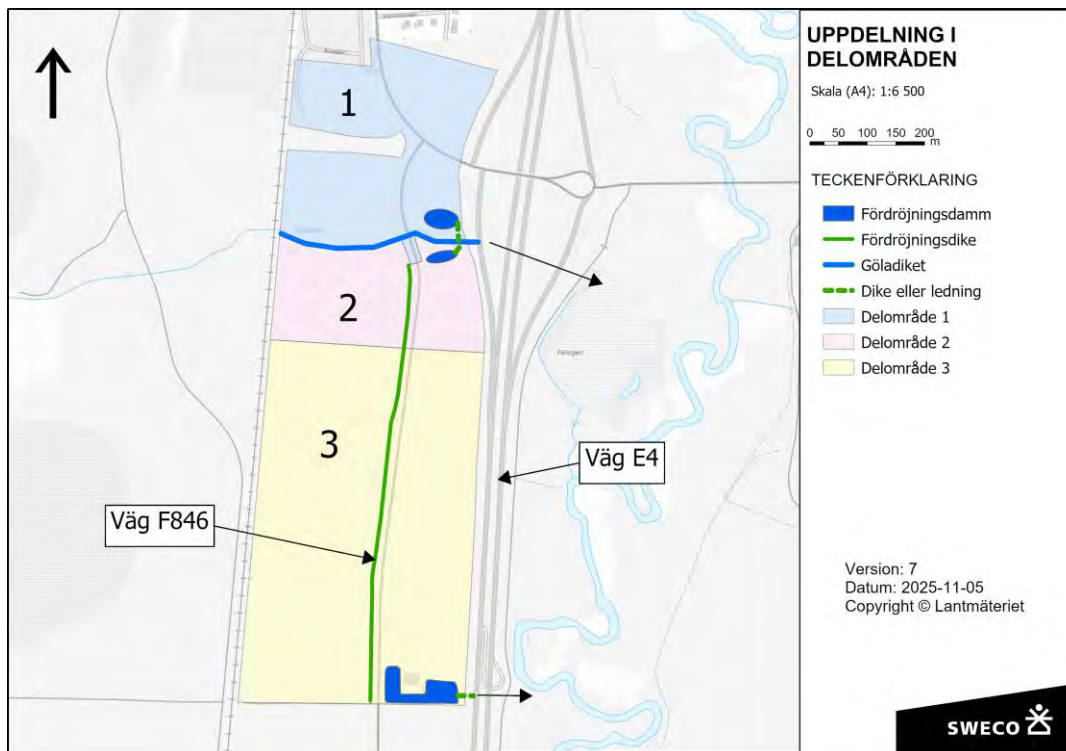 UPPDELNING I
DELOMRÅDEN
Skala (A4): 1:6 500
0 50 100 150 200
m
TECKENFÖRKLARING
Fördröjningsdamm
Fördröjningsdike
Göladiket
Dike eller ledning
Delområde 1
Delområde 2
Delområde 3
1
2
3
Väg E4
Väg F846
Version: 7
Datum: 2025-11-05
Copyright © Lantmäteriet
SWECO